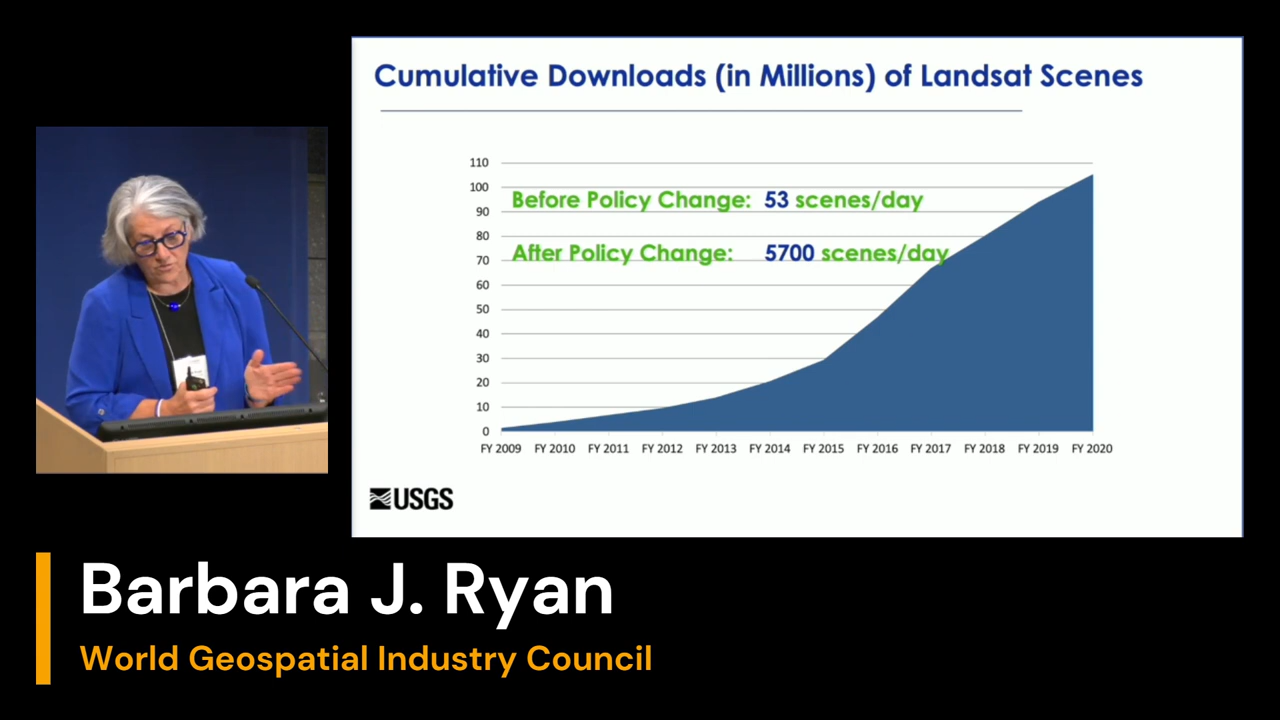 Cumulative Downloads (in Millions) of Landsat Scenes
110
100
90
80
70
60
50
40
30
20
10
0
Before Policy Change: 53 scenes/day
After Policy Change: 5700 scenes/day
FY 2009 FY 2010 FY 2011 FY 2012 FY 2013 FY 2014 FY 2015 FY 2016 FY 2017 FY 2018 FY 2019 FY 2020
USGS
Barbara J. Ryan
World Geospatial Industry Council